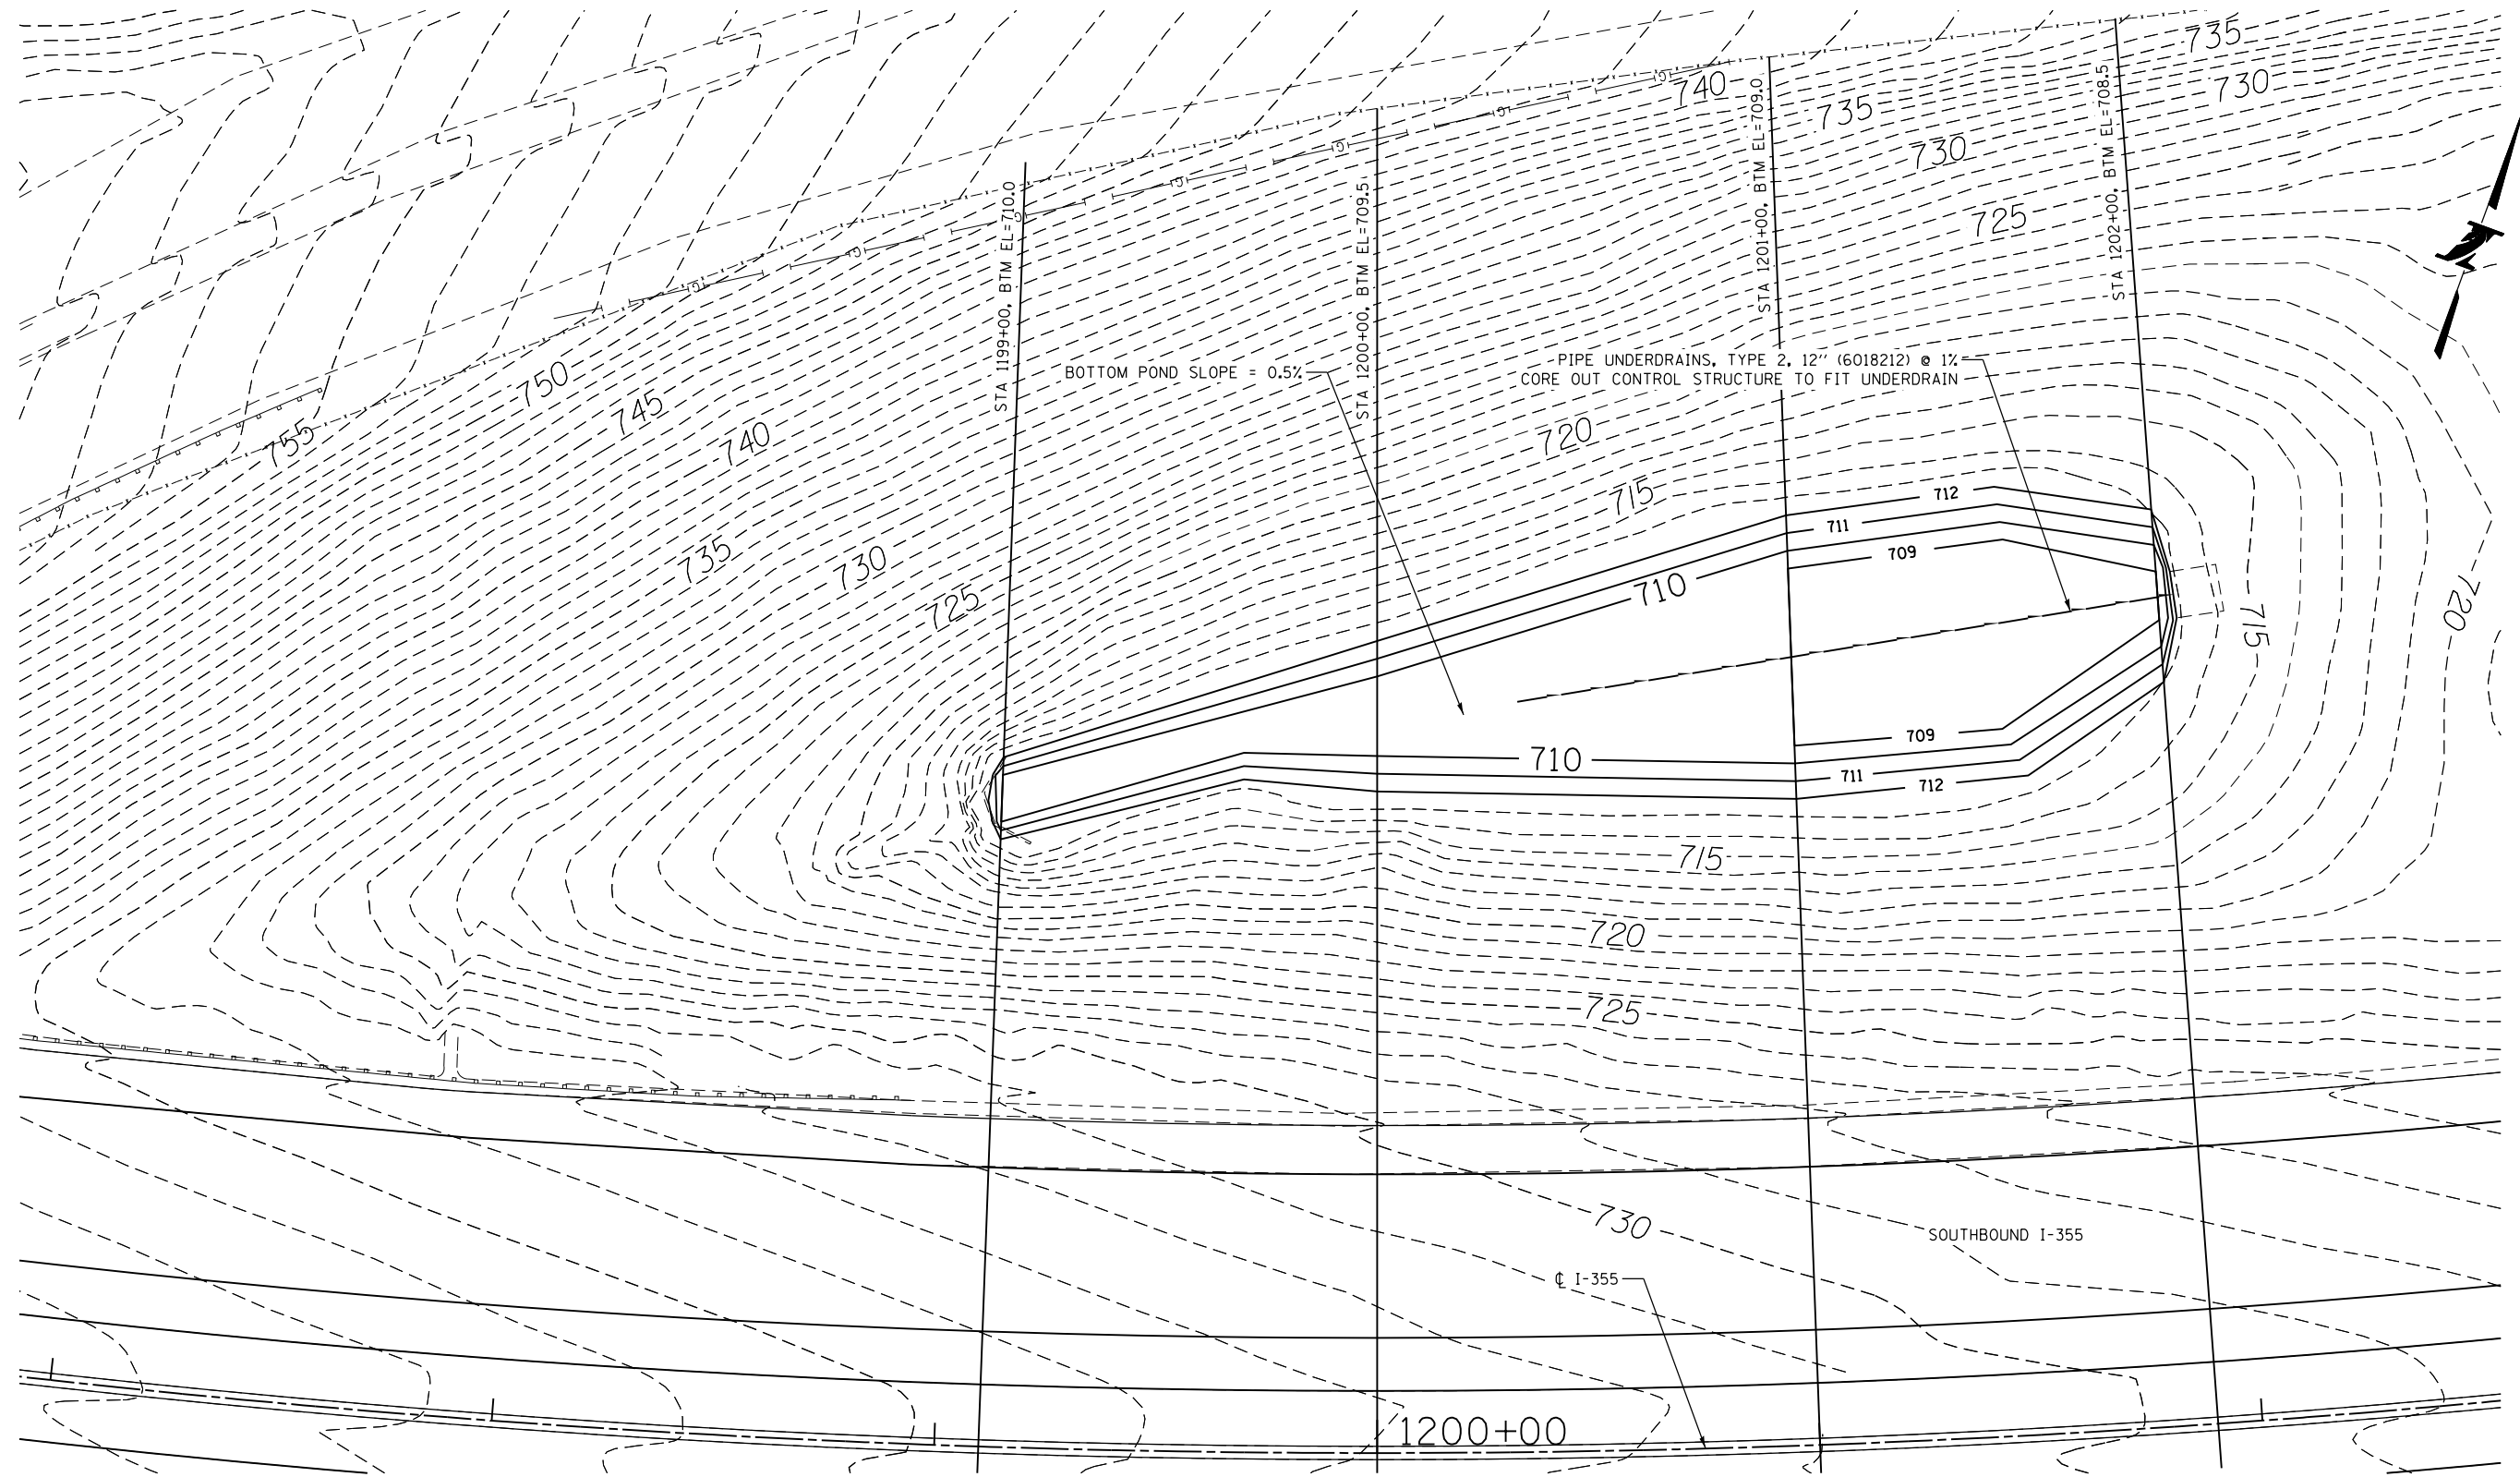 735
740
730
735
730
725
STA 1199+00, BTM EL=710.0
STA 1200+00, BTM EL=709.5
STA 1201+00, BTM EL=709.0
STA 1202+00, BTM EL=708.5
PIPE UNDERDRAINS, TYPE 2, 12'' (6018212) @ 1%
CORE OUT CONTROL STRUCTURE TO FIT UNDERDRAIN
BOTTOM POND SLOPE = 0.5%
750
745
740
755
720
715
712
711
709
735
730
725
710
720
715
709
710
711
712
715
720
725
730
SOUTHBOUND I-355
℄ I-355
1200+00
G
G
G
G
G
G
G